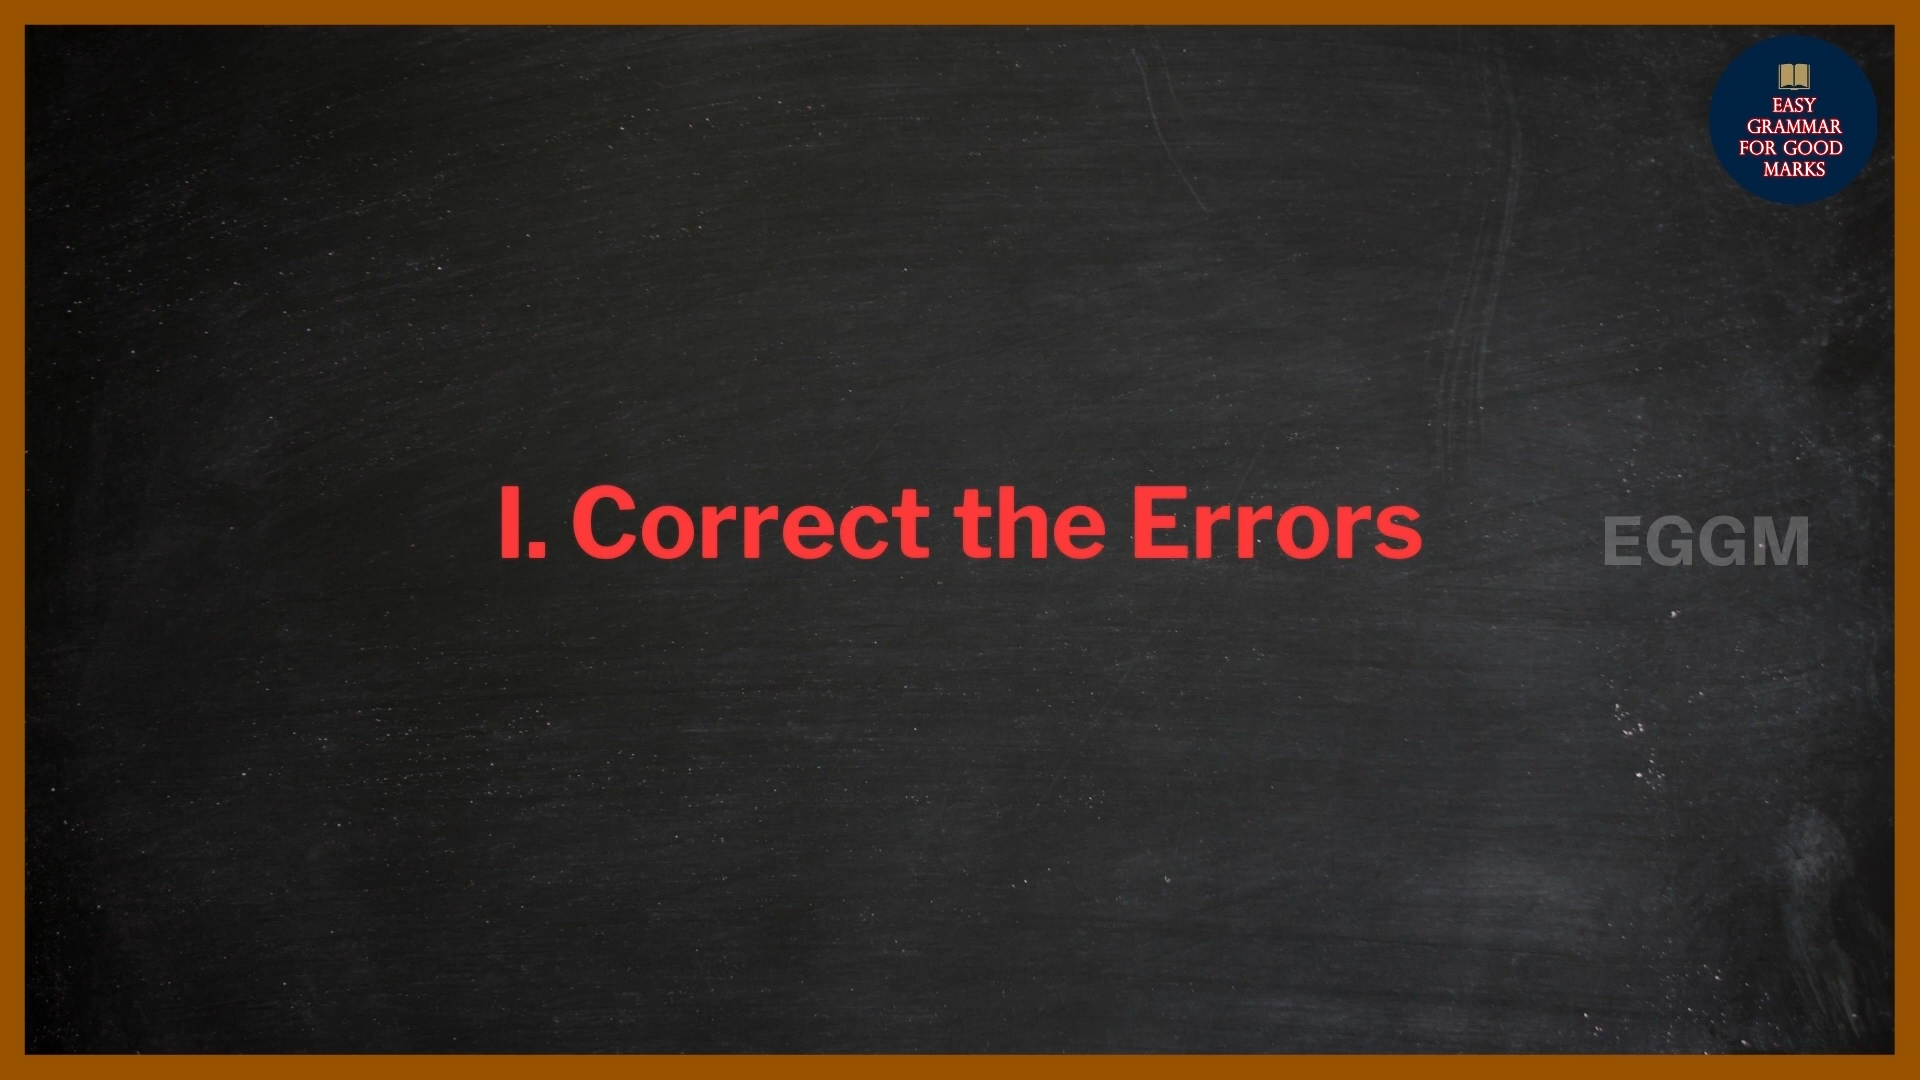 EASY
GRAMMAR
FOR GOOD
MARKS
I. Correct the Errors
EGGM